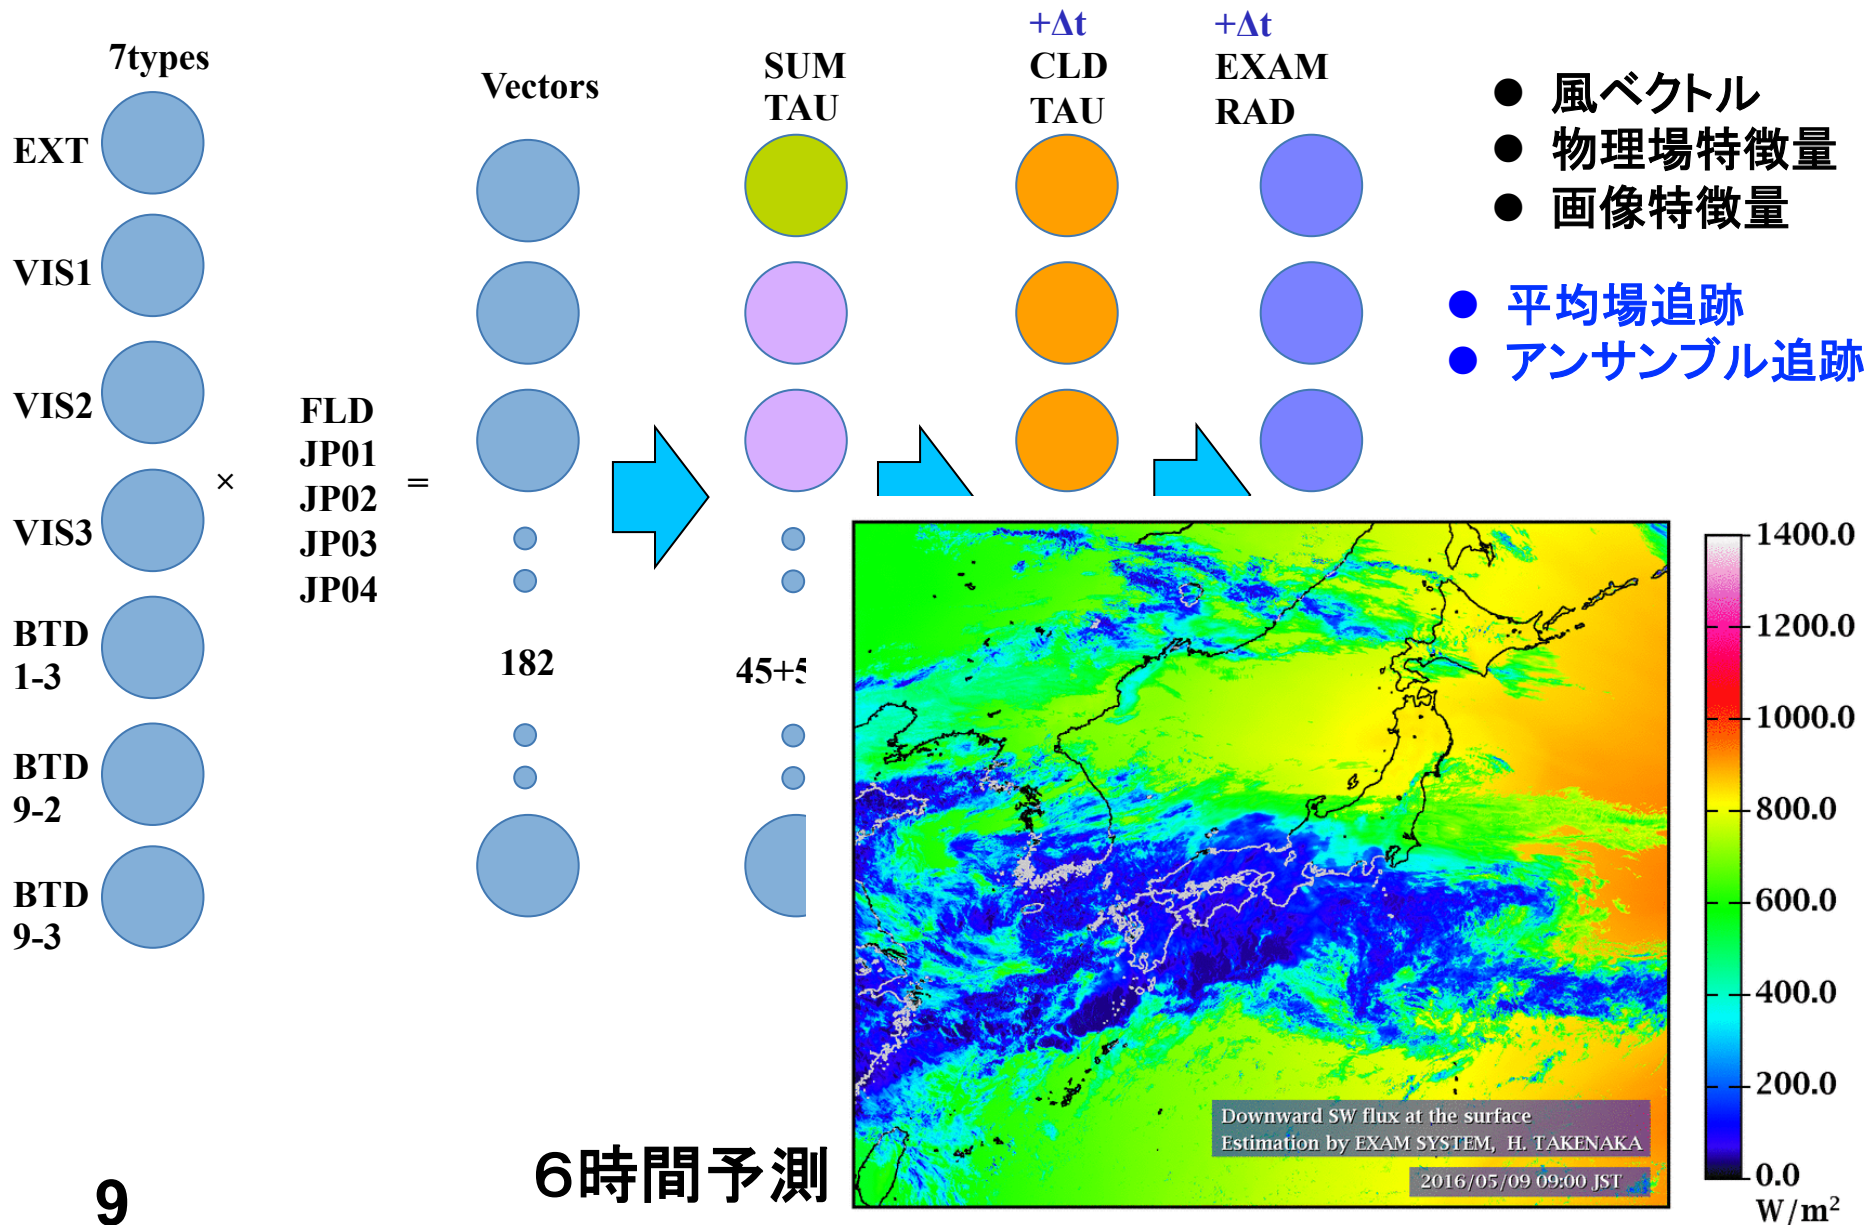 7types
EXT
VIS1
VIS2
VIS3
BTD
1-3
BTD
9-2
BTD
9-3
×
FLD
JP01
JP02
JP03
JP04
=
Vectors
182
SUM
TAU
45+5
+Δt
CLD
TAU
+Δt
EXAM
RAD
● 風ベクトル
● 物理場特徴量
● 画像特徴量
● 平均場追跡
● アンサンブル追跡
1400.0
1200.0
1000.0
800.0
600.0
400.0
200.0
0.0
W/m²
Downward SW flux at the surface
Estimation by EXAM SYSTEM, H. TAKENAKA
2016/05/09 09:00 JST
6時間予測
9